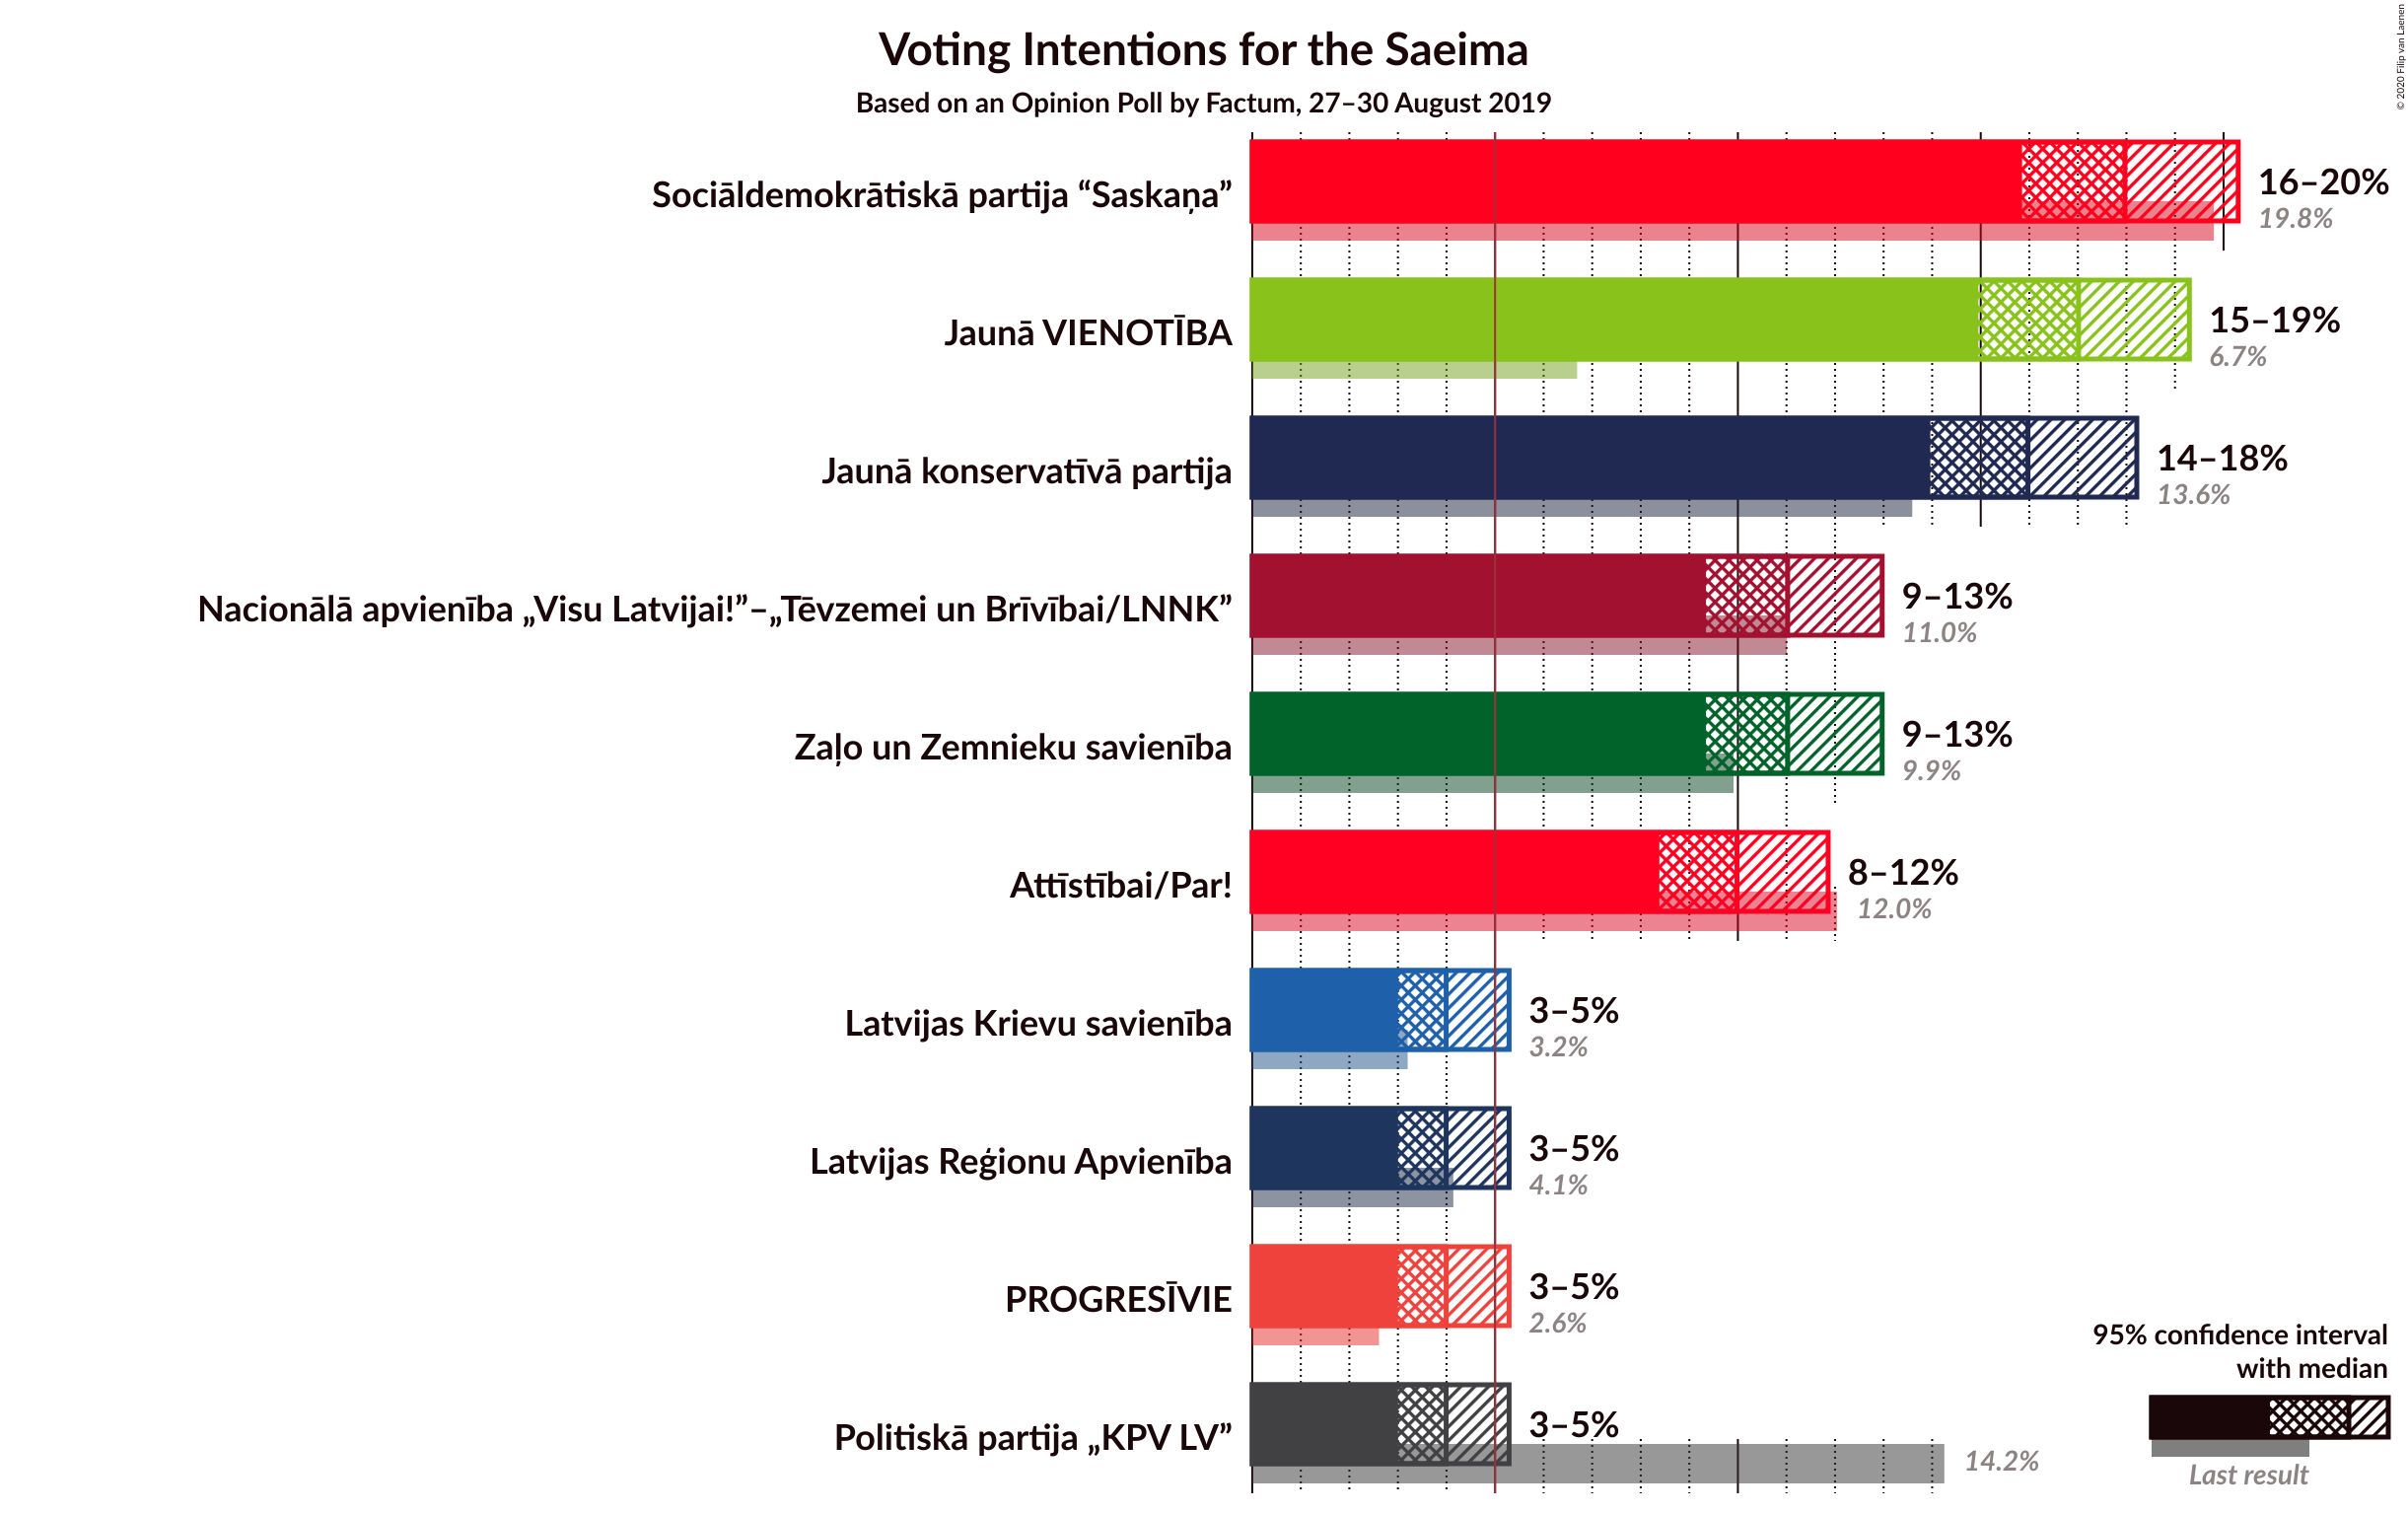 Voting Intentions for the Saeima
Based on an Opinion Poll by Factum, 27–30 August 2019
© 2020 Filip van Laenen
Sociāldemokrātiskā partija “Saskaņa”
16–20%
19.8%
Jaunā VIENOTĪBA
15–19%
6.7%
Jaunā konservatīvā partija
14–18%
13.6%
Nacionālā apvienība „Visu Latvijai!”–„Tēvzemei un Brīvībai/LNNK”
9–13%
11.0%
Zaļo un Zemnieku savienība
9–13%
9.9%
Attīstībai/Par!
8–12%
12.0%
Latvijas Krievu savienība
3–5%
3.2%
Latvijas Reģionu Apvienība
3–5%
4.1%
PROGRESĪVIE
3–5%
2.6%
Politiskā partija „KPV LV”
3–5%
14.2%
95% confidence interval
with median
Last result